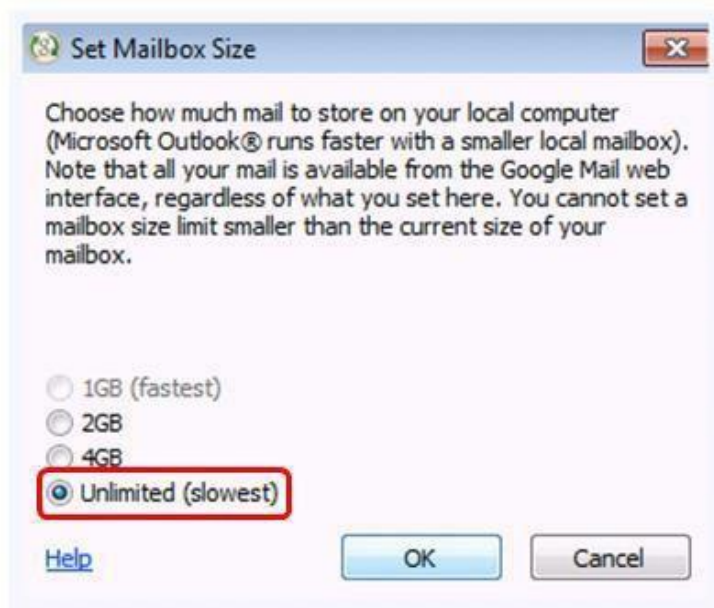 Set Mailbox Size
Choose how much mail to store on your local computer
(Microsoft Outlook® runs faster with a smaller local mailbox).
Note that all your mail is available from the Google Mail web
interface, regardless of what you set here. You cannot set a
mailbox size limit smaller than the current size of your
mailbox.
1GB (fastest)
2GB
4GB
Unlimited (slowest)
Help
OK
Cancel